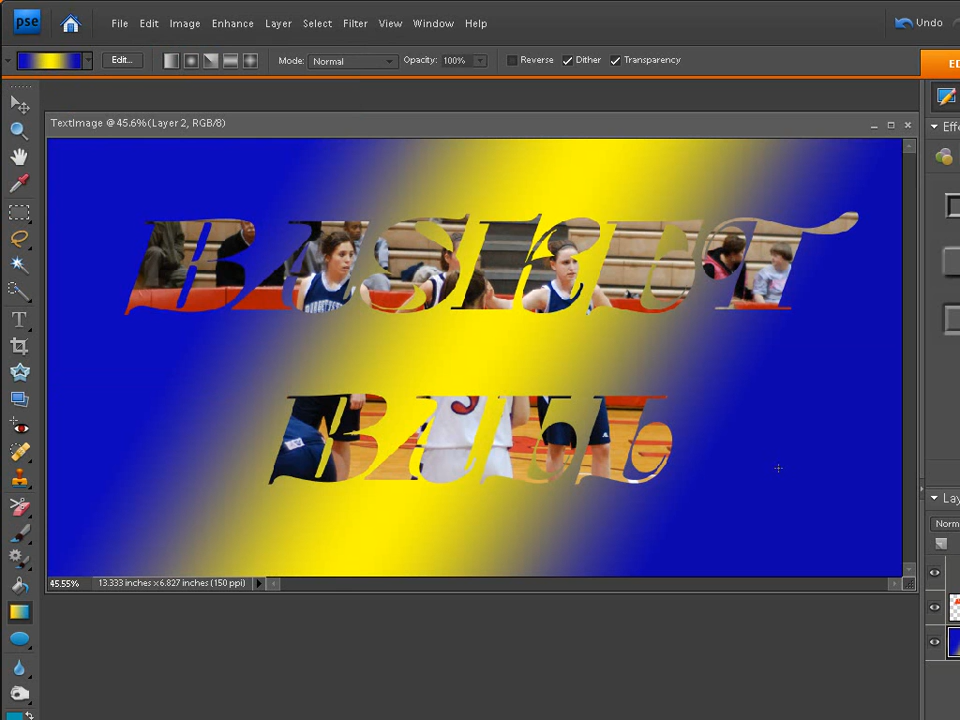 pse File Edit Image Enhance Layer Select Filter View Window Help Undo
Edit... Mode: Normal Opacity: 100% Reverse Dither Transparency
TextImage @ 45.6%(Layer 2, RGB/8)
BASKET
BALL
45.55% 13.333 inches x 6.827 inches (150 ppi)